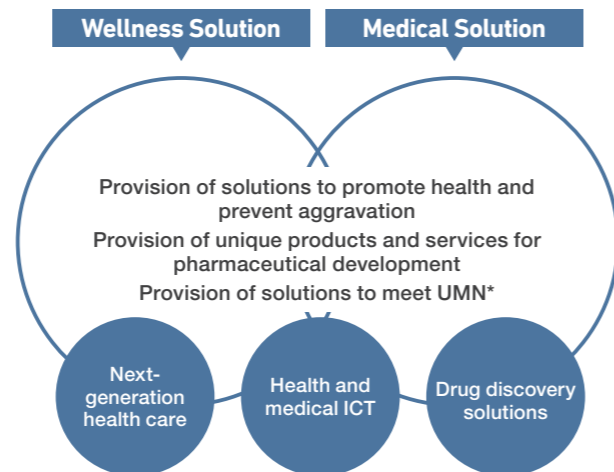 Wellness Solution
Medical Solution
Provision of solutions to promote health and
prevent aggravation
Provision of unique products and services for
pharmaceutical development
Provision of solutions to meet UMN*
Next-
generation
health care
Health and
medical ICT
Drug discovery
solutions